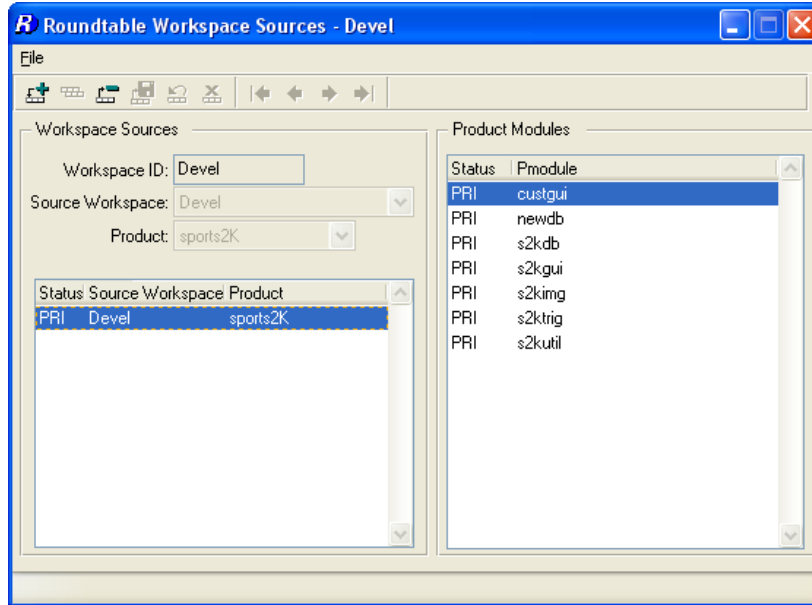 Roundtable Workspace Sources - Devel
File
Workspace Sources
Workspace ID: Devel
Source Workspace: Devel
Product: sports2K
Status Source Workspace Product
PRI Devel sports2K
Product Modules
Status Pmodule
PRI custgui
PRI newdb
PRI s2kdb
PRI s2kgui
PRI s2kimg
PRI s2ktrig
PRI s2kutil